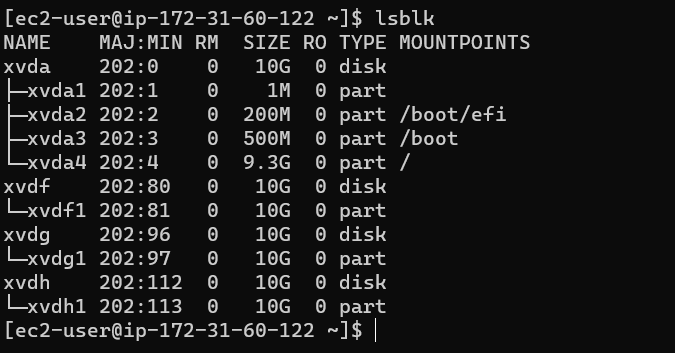 [ec2-user@ip-172-31-60-122 ~]$ lsblk
NAME    MAJ:MIN RM  SIZE RO TYPE MOUNTPOINTS
xvda    202:0    0   10G  0 disk
├─xvda1 202:1    0    1M  0 part
├─xvda2 202:2    0  200M  0 part /boot/efi
├─xvda3 202:3    0  500M  0 part /boot
└─xvda4 202:4    0  9.3G  0 part /
xvdf    202:80   0   10G  0 disk
└─xvdf1 202:81   0   10G  0 part
xvdg    202:96   0   10G  0 disk
└─xvdg1 202:97   0   10G  0 part
xvdh    202:112  0   10G  0 disk
└─xvdh1 202:113  0   10G  0 part
[ec2-user@ip-172-31-60-122 ~]$